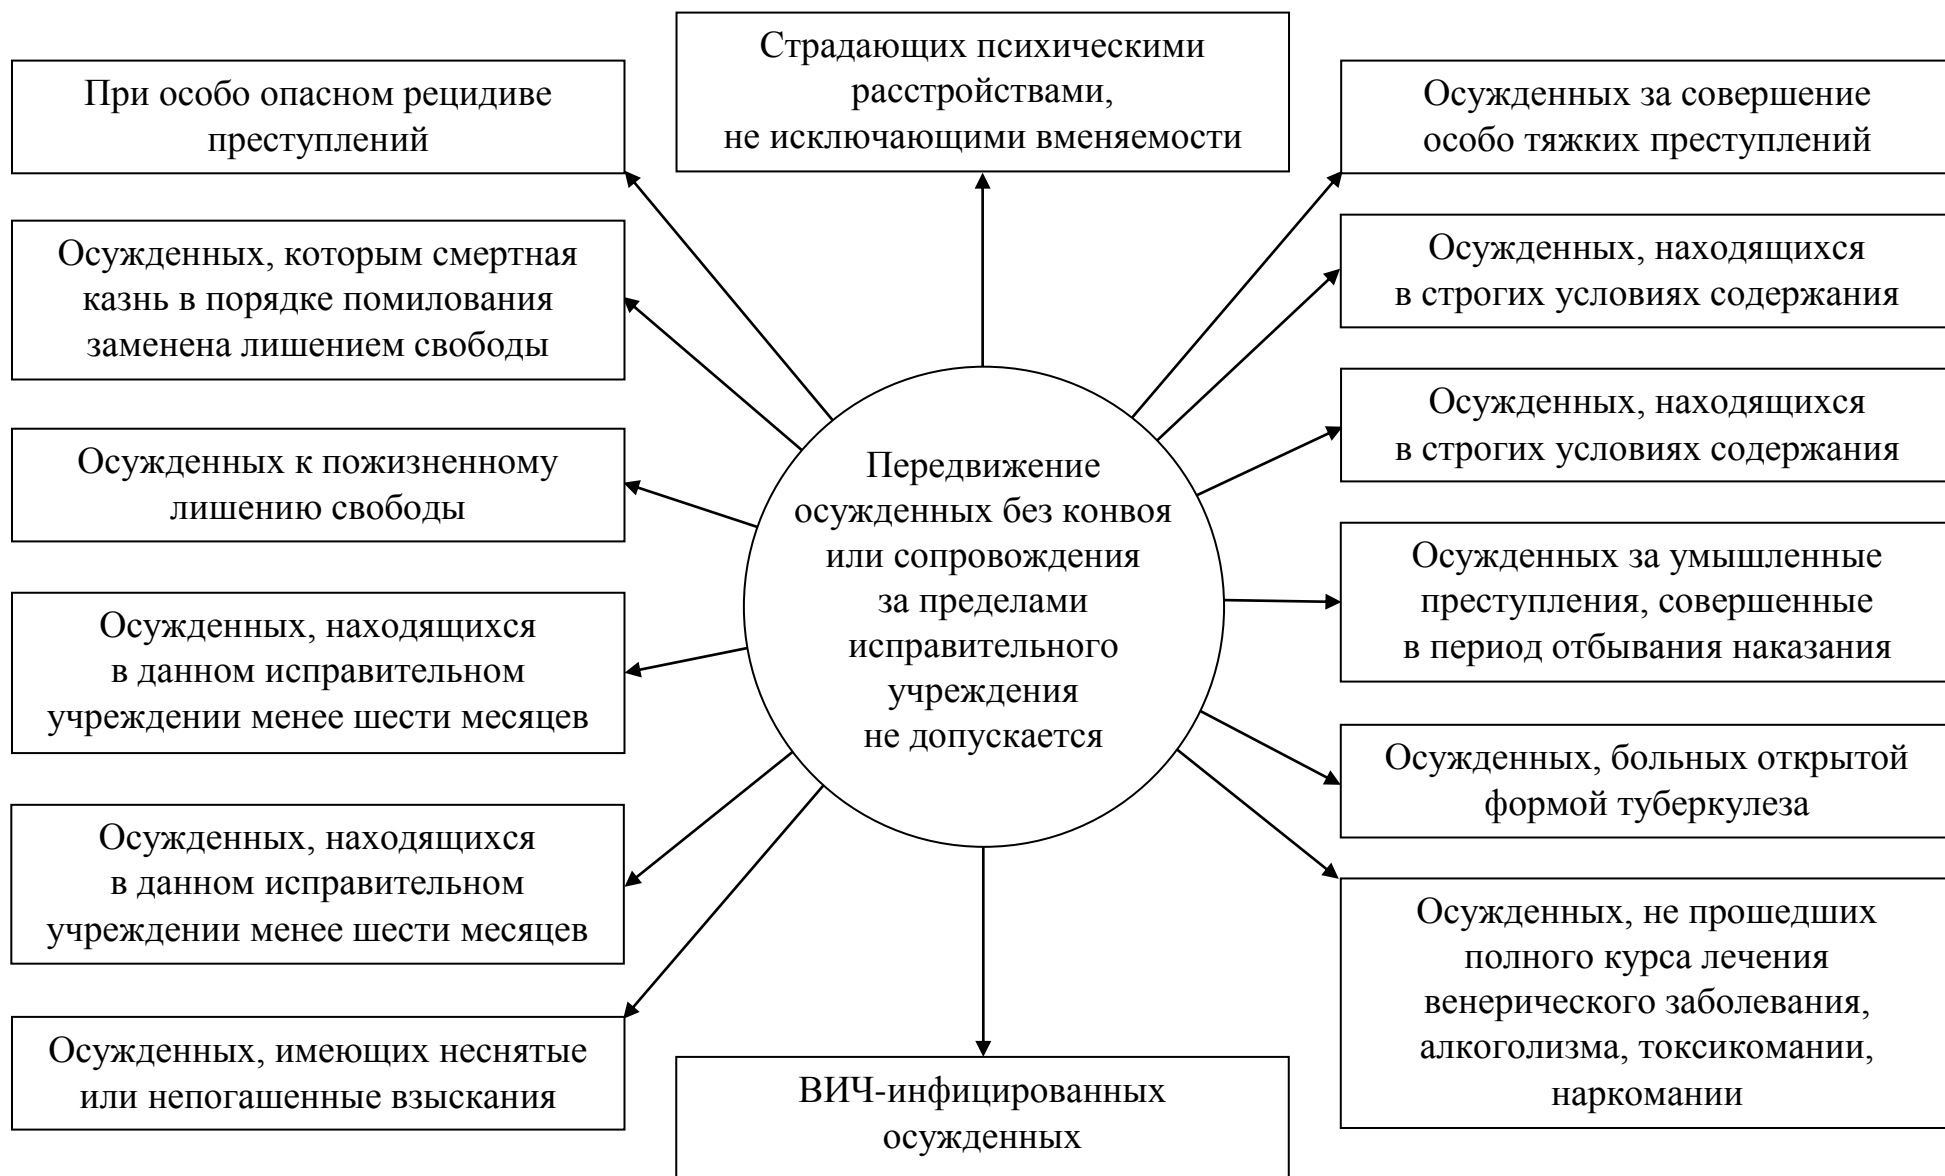 Страдающих психическими
расстройствами,
не исключающими вменяемости
При особо опасном рецидиве
преступлений
Осужденных, которым смертная
казнь в порядке помилования
заменена лишением свободы
Осужденных к пожизненному
лишению свободы
Осужденных, находящихся
в данном исправительном
учреждении менее шести месяцев
Осужденных, находящихся
в данном исправительном
учреждении менее шести месяцев
Осужденных, имеющих неснятые
или непогашенные взыскания
Передвижение
осужденных без конвоя
или сопровождения
за пределами
исправительного
учреждения
не допускается
ВИЧ-инфицированных
осужденных
Осужденных за совершение
особо тяжких преступлений
Осужденных, находящихся
в строгих условиях содержания
Осужденных, находящихся
в строгих условиях содержания
Осужденных за умышленные
преступления, совершенные
в период отбывания наказания
Осужденных, больных открытой
формой туберкулеза
Осужденных, не прошедших
полного курса лечения
венерического заболевания,
алкоголизма, токсикомании,
наркомании